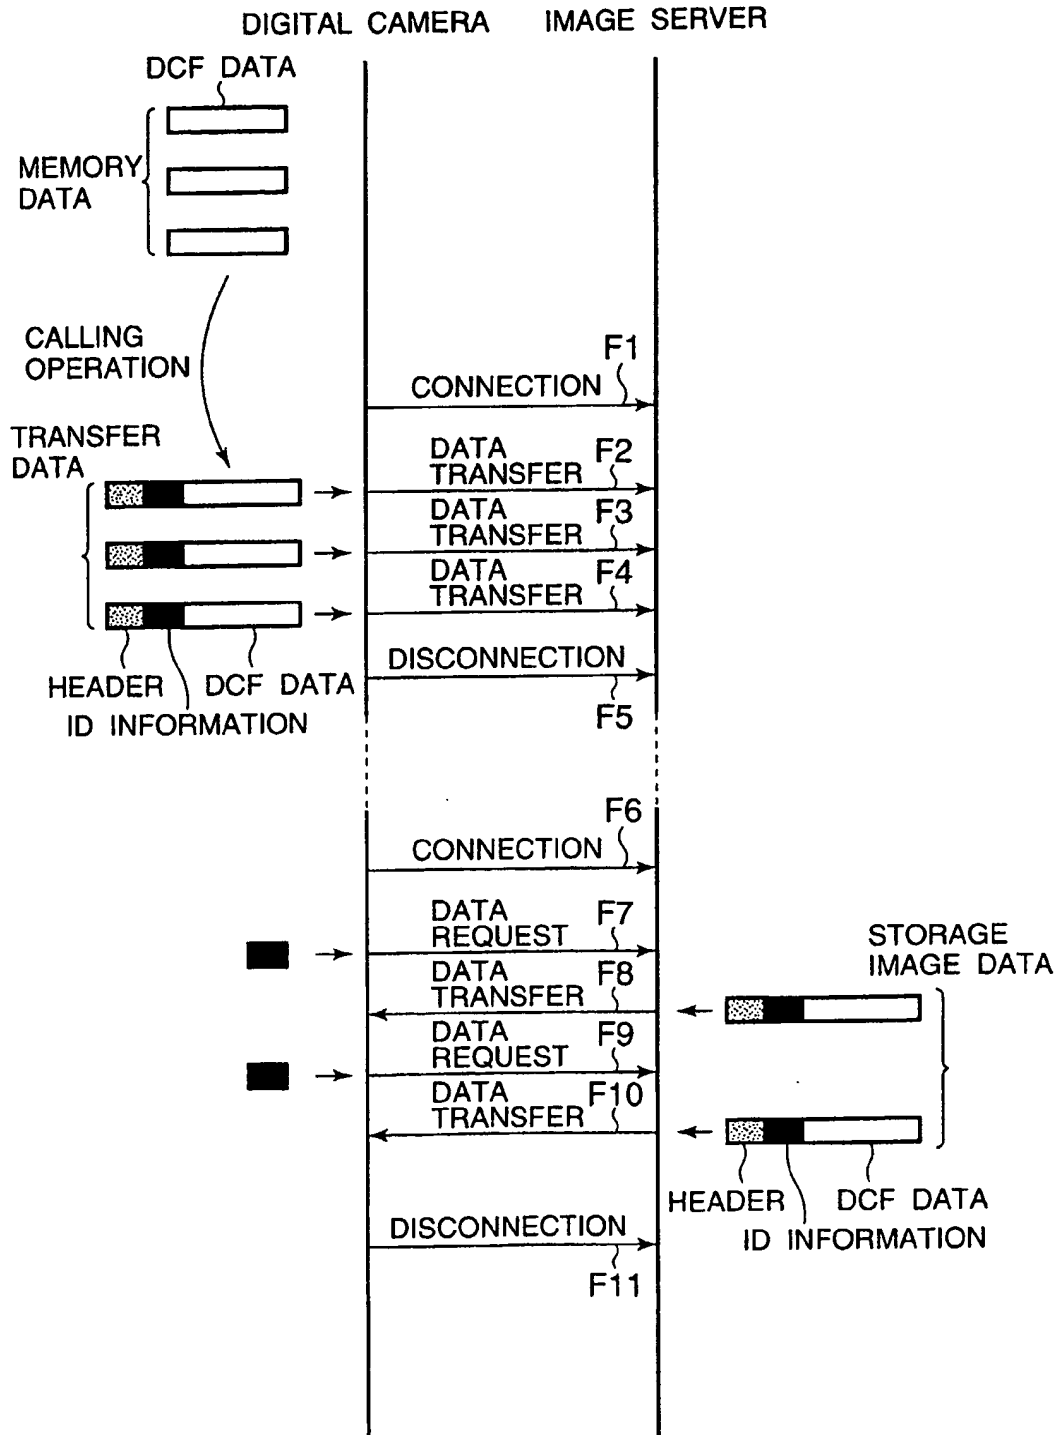 DIGITAL CAMERA IMAGE SERVER
DCF DATA
MEMORY
DATA
CALLING
OPERATION
F1
CONNECTION
TRANSFER
DATA
DATA
TRANSFER
F2
DATA
TRANSFER
F3
DATA
TRANSFER
F4
DISCONNECTION
F5
HEADER
DCF DATA
ID INFORMATION
F6
CONNECTION
DATA
REQUEST
F7
DATA
TRANSFER
F8
DATA
REQUEST
F9
DATA
TRANSFER
F10
STORAGE
IMAGE DATA
HEADER
DCF DATA
ID INFORMATION
DISCONNECTION
F11